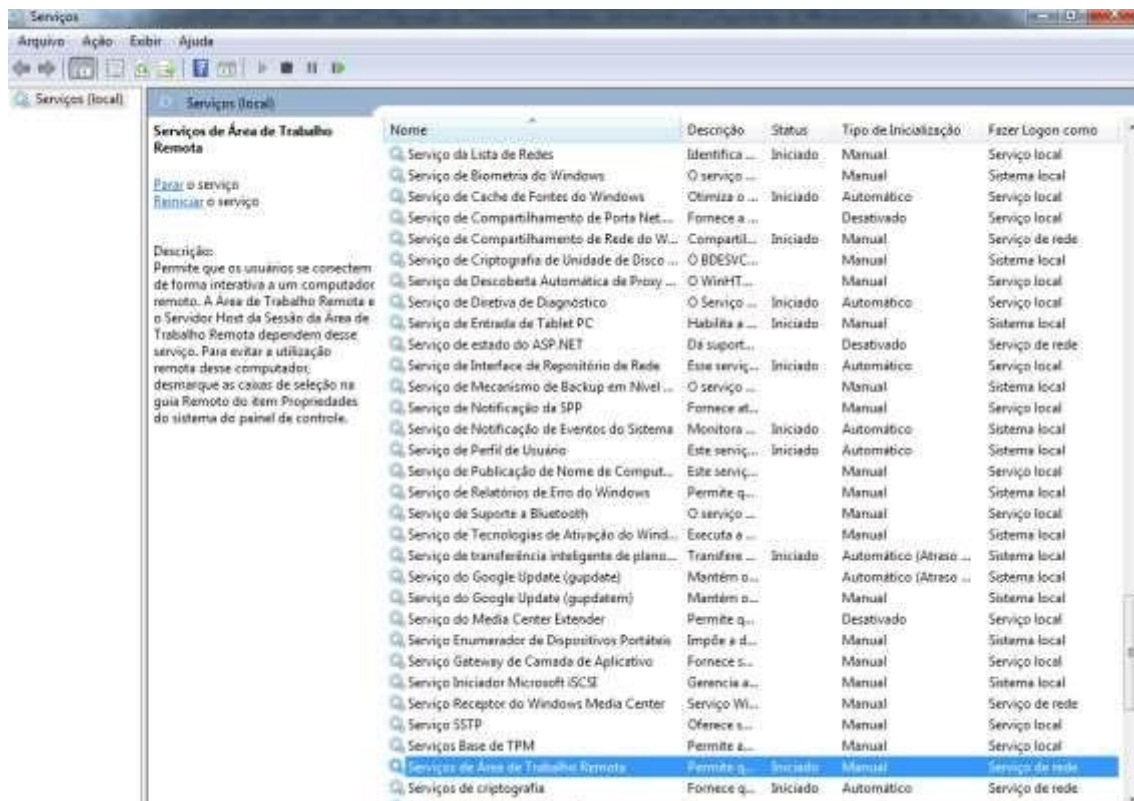 Serviços
Arquivo Ação Exibir Ajuda
Serviços (local)
Serviços (local)
Serviços de Área de Trabalho
Remota
Parar o serviço
Reiniciar o serviço
Descrição:
Permite que os usuários se conectem
de forma interativa a um computador
remoto. A Área de Trabalho Remota e
o Servidor Host da Sessão da Área de
Trabalho Remota dependem desse
serviço. Para evitar a utilização
remota desse computador,
desmarque as caixas de seleção na
guia Remoto do item Propriedades
do sistema do painel de controle.
Nome Descrição Status Tipo de Inicialização Fazer Logon como
Serviço da Lista de Redes Identifica ... Iniciado Manual Serviço local
Serviço de Biometria do Windows O serviço ... Manual Sistema local
Serviço de Cache de Fontes do Windows Otimiza o ... Iniciado Automático Serviço local
Serviço de Compartilhamento de Porta Net.... Fornece a ... Desativado Serviço local
Serviço de Compartilhamento de Rede do W... Compartil... Iniciado Manual Serviço de rede
Serviço de Criptografia de Unidade de Disco ... O BDESVC... Manual Sistema local
Serviço de Descoberta Automática de Proxy ... O WinHT... Manual Serviço local
Serviço de Diretiva de Diagnóstico O Serviço ... Iniciado Automático Serviço local
Serviço de Entrada de Tablet PC Habilita a ... Iniciado Manual Sistema local
Serviço de estado do ASP.NET Dá suport... Desativado Serviço de rede
Serviço de Interface de Repositório de Rede Esse serviç... Iniciado Automático Serviço local
Serviço de Mecanismo de Backup em Nível ... O serviço ... Manual Sistema local
Serviço de Notificação da SPP Fornece at... Manual Serviço local
Serviço de Notificação de Eventos do Sistema Monitora ... Iniciado Automático Sistema local
Serviço de Perfil de Usuário Este serviç... Iniciado Automático Sistema local
Serviço de Publicação de Nome de Comput... Este serviç... Manual Serviço local
Serviço de Relatórios de Erro do Windows Permite q... Manual Sistema local
Serviço de Suporte a Bluetooth O serviço ... Manual Serviço local
Serviço de Tecnologias de Ativação do Wind... Executa a ... Manual Sistema local
Serviço de transferência inteligente de plano... Transfere ... Iniciado Automático (Atraso ... Sistema local
Serviço do Google Update (gupdate) Mantém o... Automático (Atraso ... Sistema local
Serviço do Google Update (gupdatem) Mantém o... Manual Sistema local
Serviço do Media Center Extender Permite q... Desativado Serviço local
Serviço Enumerador de Dispositivos Portáteis Impõe a d... Manual Sistema local
Serviço Gateway de Camada de Aplicativo Fornece s... Manual Serviço local
Serviço Iniciador Microsoft iSCSI Gerencia a... Manual Sistema local
Serviço Receptor do Windows Media Center Serviço Wi... Manual Serviço de rede
Serviço SSTP Oferece s... Manual Serviço local
Serviços Base de TPM Permite a... Manual Serviço local
Serviços de Área de Trabalho Remota Permite q... Iniciado Manual Serviço de rede
Serviços de criptografia Fornece q... Iniciado Automático Serviço de rede